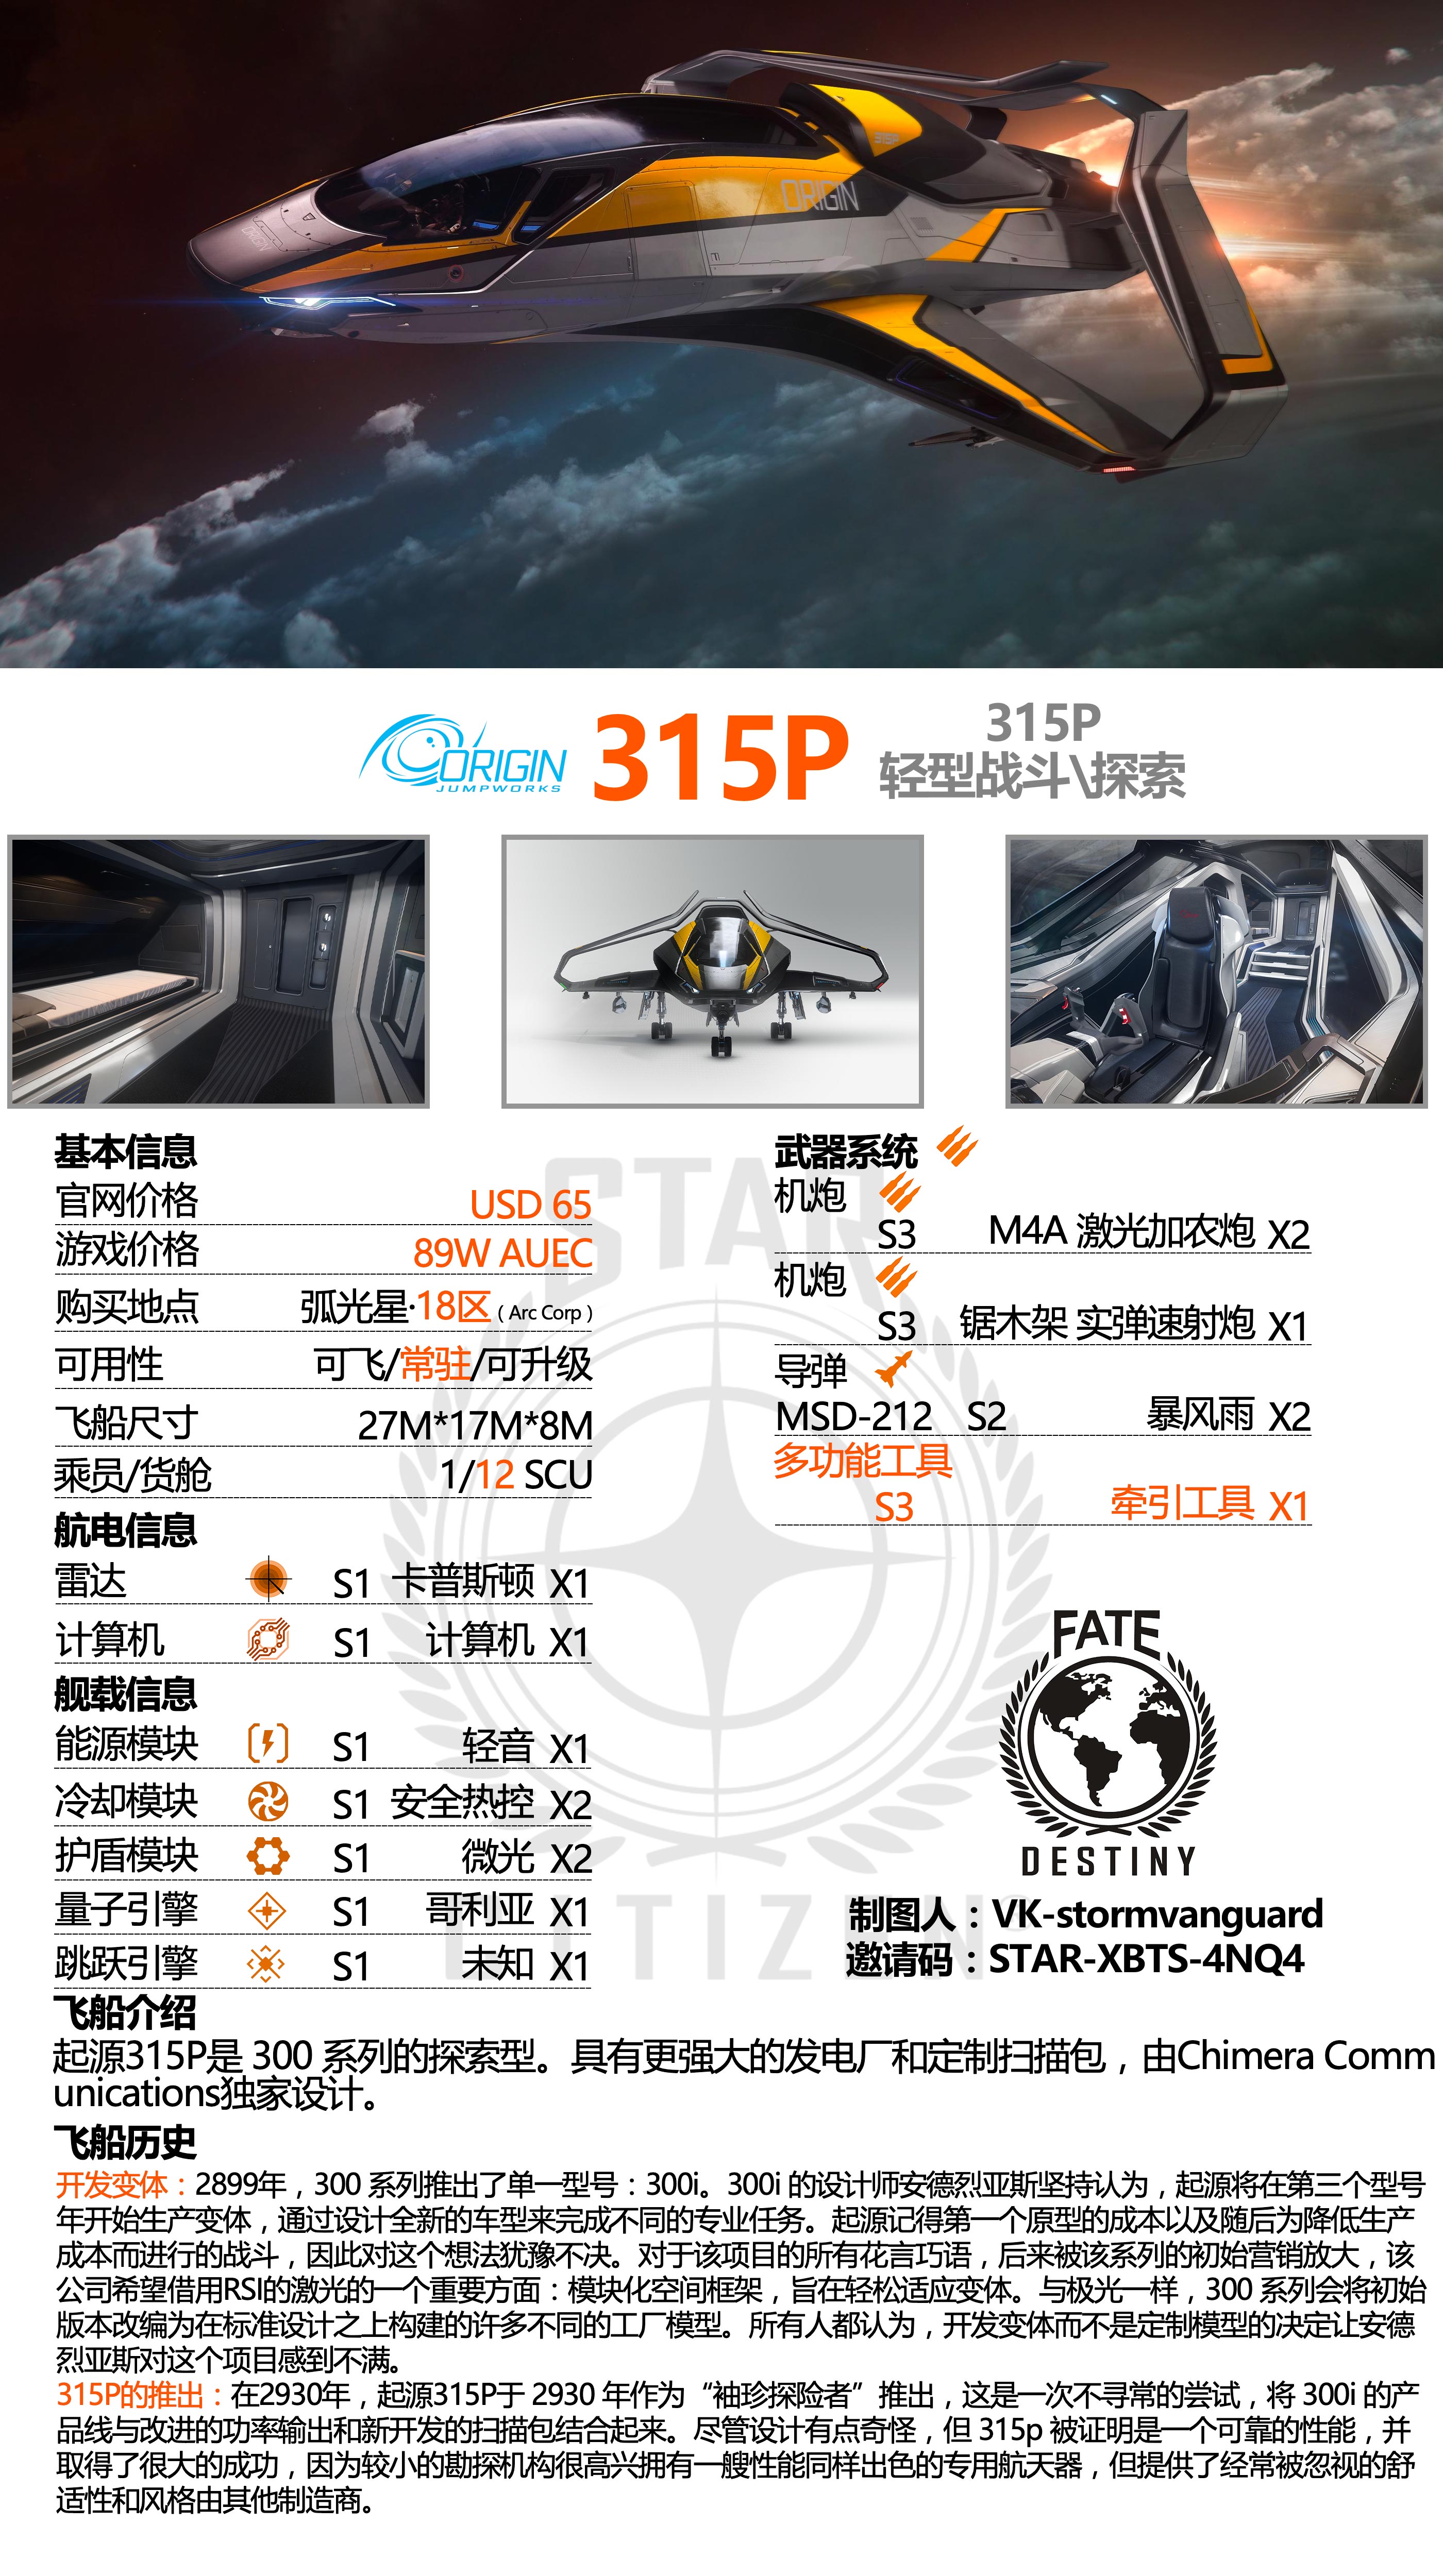 315P
ORIGIN
ORIGIN
JUMPWORKS
315P
315P
轻型战斗\探索
基本信息
官网价格 USD 65
游戏价格 89W AUEC
购买地点 弧光星·18区 ( Arc Corp )
可用性 可飞/常驻/可升级
飞船尺寸 27M*17M*8M
乘员/货舱 1/12 SCU
航电信息
雷达 S1 卡普斯顿 X1
计算机 S1 计算机 X1
舰载信息
能源模块 S1 轻音 X1
冷却模块 S1 安全热控 X2
护盾模块 S1 微光 X2
量子引擎 S1 哥利亚 X1
跳跃引擎 S1 未知 X1
武器系统
机炮
S3 M4A 激光加农炮 X2
机炮
S3 锯木架 实弹速射炮 X1
导弹
MSD-212 S2 暴风雨 X2
多功能工具
S3 牵引工具 X1
STAR
CITIZEN
FATE
DESTINY
制图人：VK-stormvanguard
邀请码：STAR-XBTS-4NQ4
飞船介绍
起源315P是 300 系列的探索型。具有更强大的发电厂和定制扫描包，由Chimera Comm
unications独家设计。
飞船历史
开发变体：2899年，300 系列推出了单一型号：300i。300i 的设计师安德烈亚斯坚持认为，起源将在第三个型号
年开始生产变体，通过设计全新的车型来完成不同的专业任务。起源记得第一个原型的成本以及随后为降低生产
成本而进行的战斗，因此对这个想法犹豫不决。对于该项目的所有花言巧语，后来被该系列的初始营销放大，该
公司希望借用RSI的激光的一个重要方面：模块化空间框架，旨在轻松适应变体。与极光一样，300 系列会将初始
版本改编为在标准设计之上构建的许多不同的工厂模型。所有人都认为，开发变体而不是定制模型的决定让安德
烈亚斯对这个项目感到不满。
315P的推出：在2930年，起源315P于 2930 年作为“袖珍探险者”推出，这是一次不寻常的尝试，将 300i 的产
品线与改进的功率输出和新开发的扫描包结合起来。尽管设计有点奇怪，但 315p 被证明是一个可靠的性能，并
取得了很大的成功，因为较小的勘探机构很高兴拥有一艘性能同样出色的专用航天器，但提供了经常被忽视的舒
适性和风格由其他制造商。